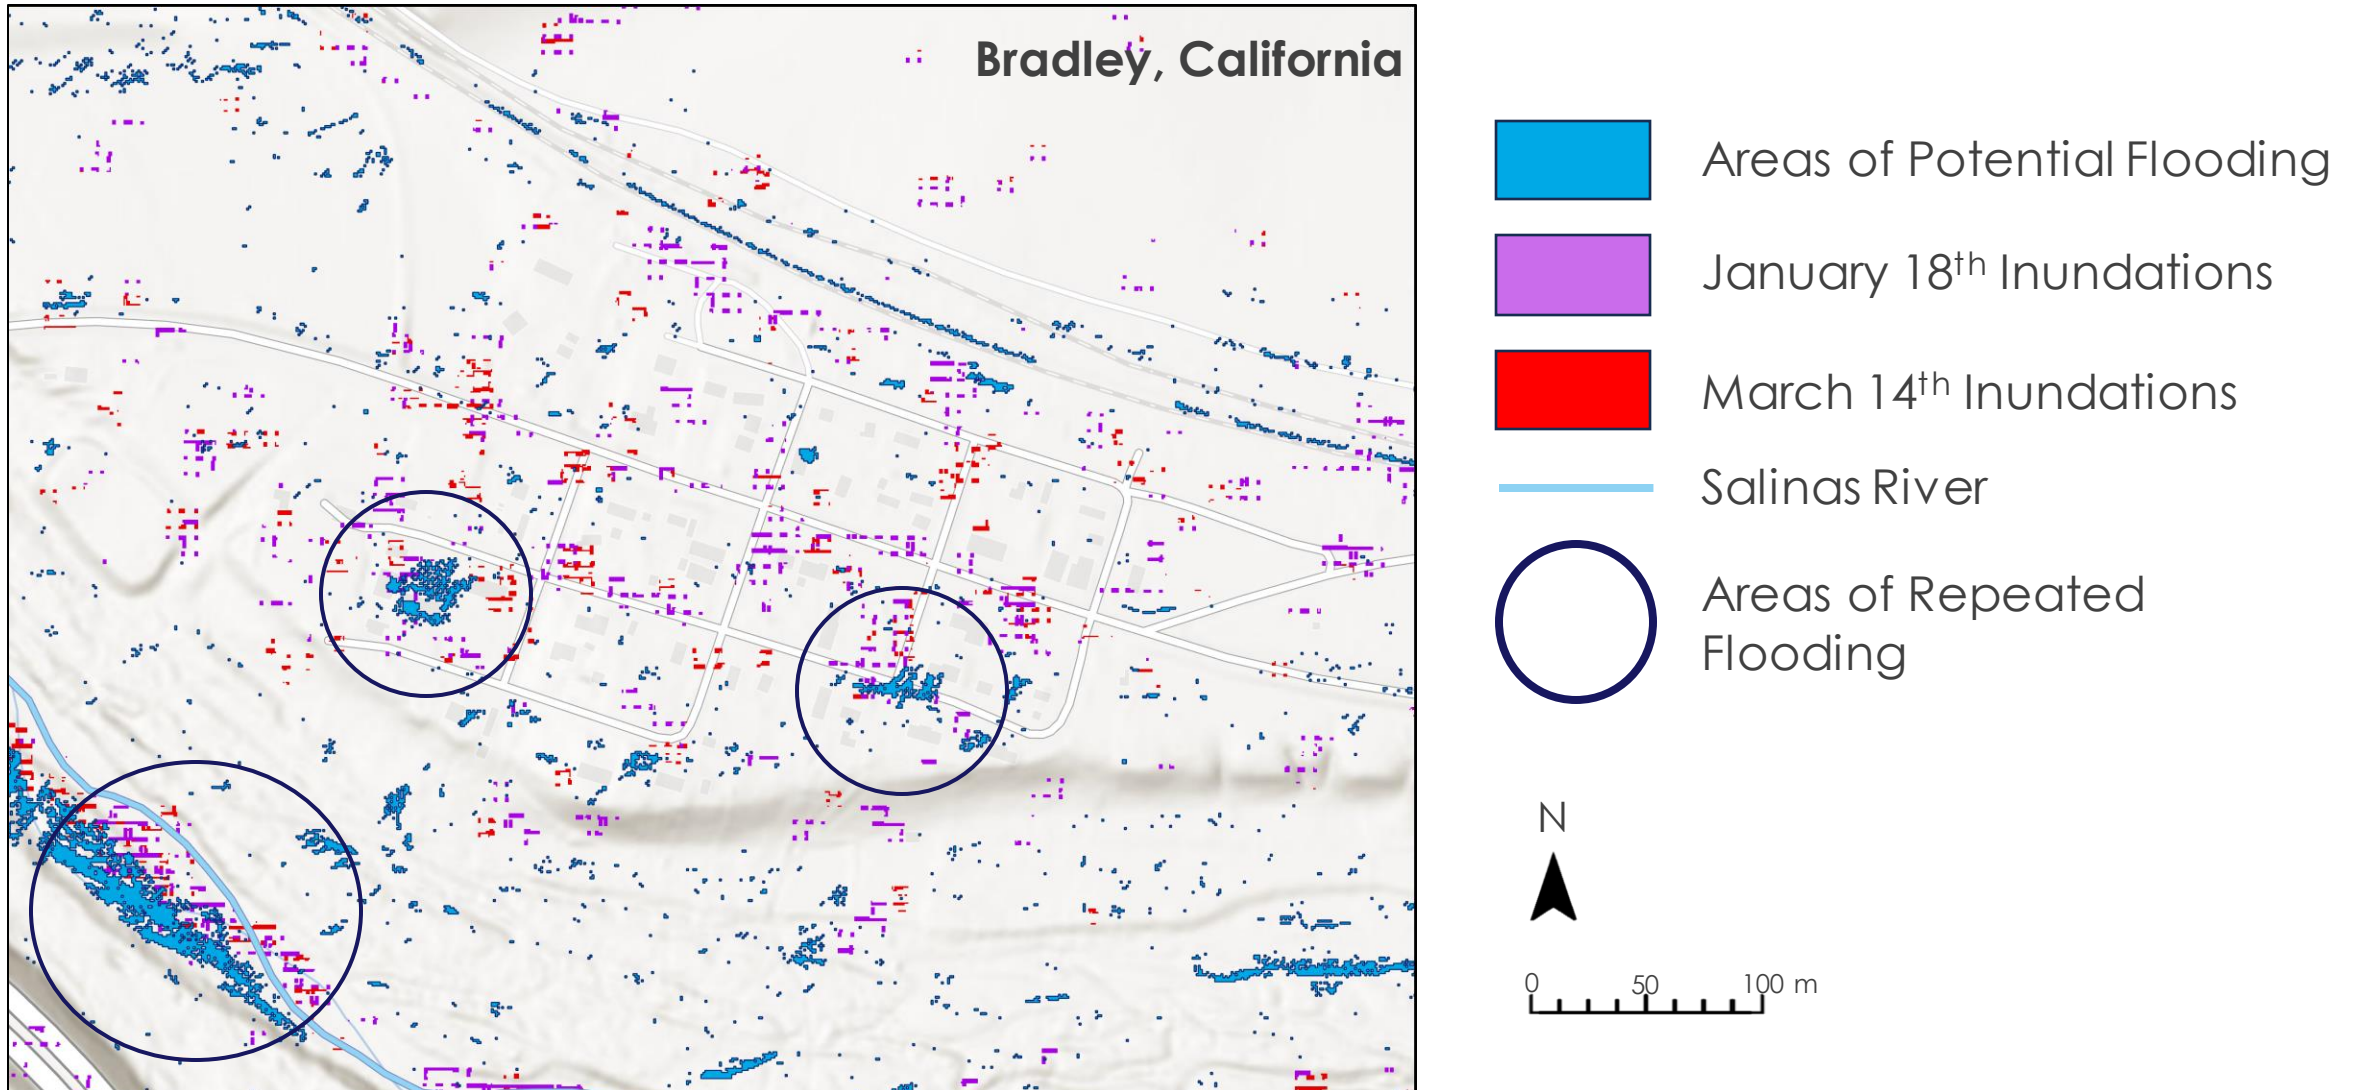 Bradley, California
Areas of Potential Flooding
January 18th Inundations
March 14th Inundations
Salinas River
Areas of Repeated
Flooding
N
0 50 100 m